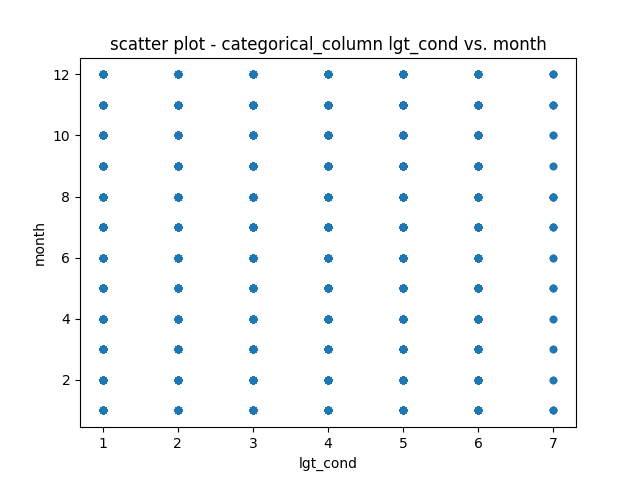 scatter plot - categorical_column lgt_cond vs. month
12
10
8
6
4
2
month
1 2 3 4 5 6 7
lgt_cond